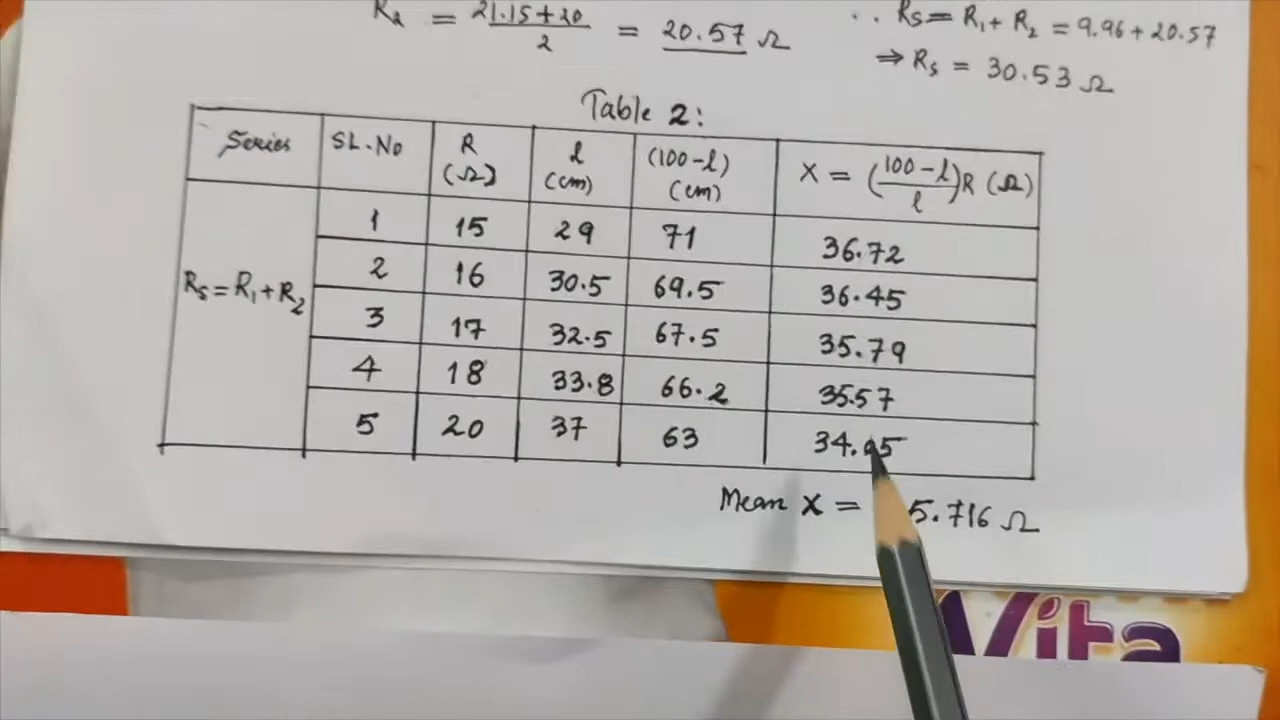 = 21.15+20 / 2 = 20.57 Ω
∴ Rs = R₁ + R₂ = 9.96 + 20.57
⇒ Rs = 30.53 Ω
Table 2:
Series SL.No R (Ω) l (cm) (100-l) (cm) X = (100-l / l)R (Ω)
Rs = R₁ + R₂
1 15 29 71 36.72
2 16 30.5 69.5 36.45
3 17 32.5 67.5 35.79
4 18 33.8 66.2 35.57
5 20 37 63
Mean X = 5.716 Ω
Vita